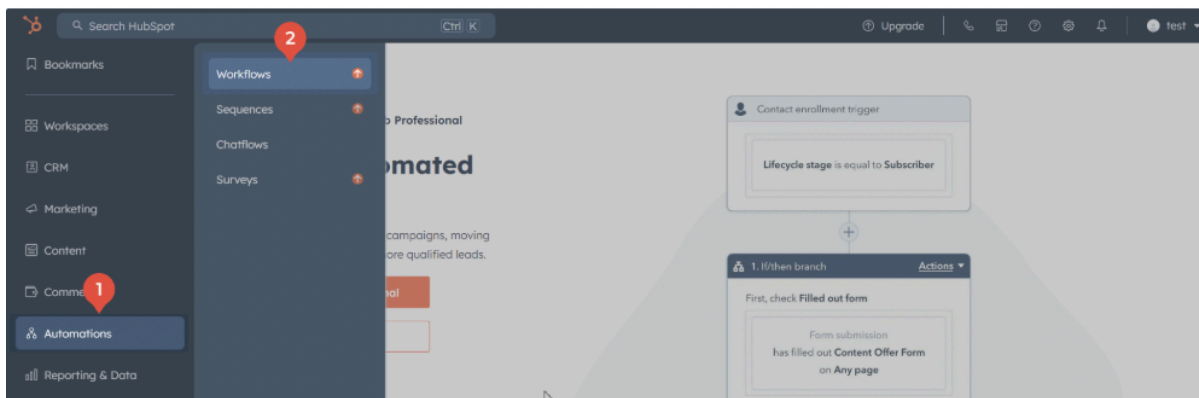 Search HubSpot
Ctrl K
Upgrade
test
2
Bookmarks
Workspaces
CRM
Marketing
Content
Comme
1
Automations
Reporting & Data
Workflows
Sequences
Chatflows
Surveys
Professional
omated
campaigns, moving
ore qualified leads.
Contact enrollment trigger
Lifecycle stage is equal to Subscriber
1. If/then branch
Actions
First, check Filled out form
Form submission
has filled out Content Offer Form
on Any page